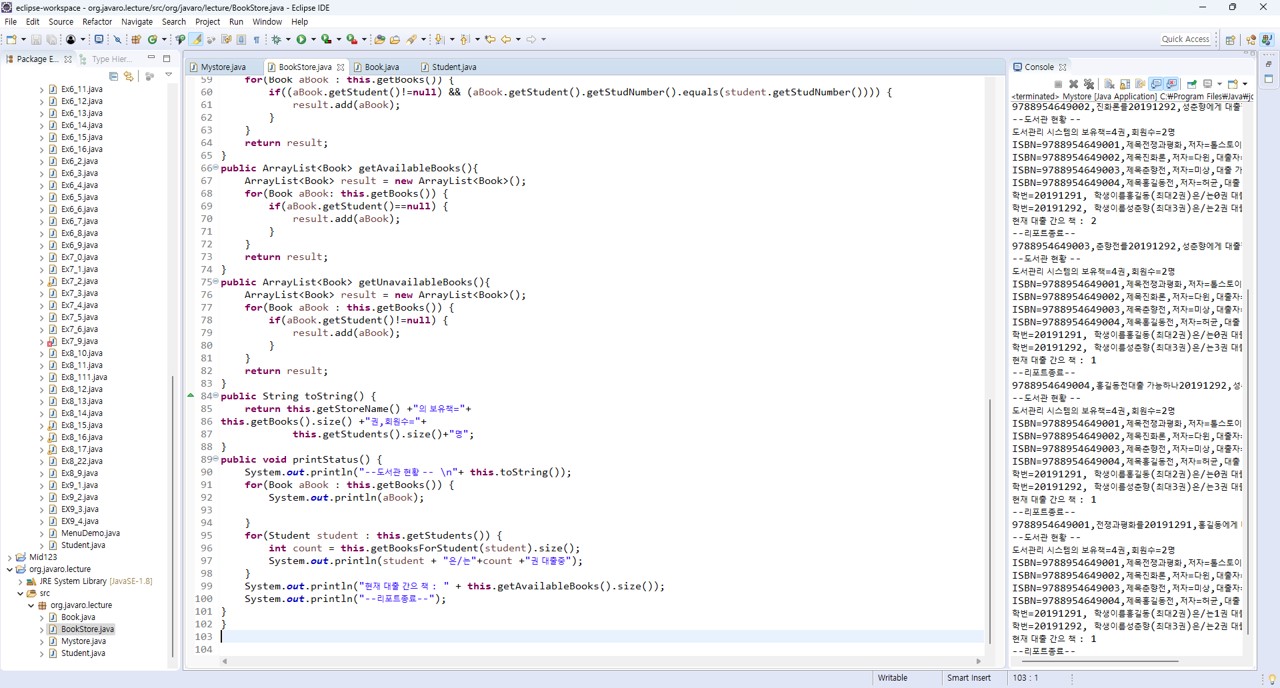 eclipse-workspace - org.javaro.lecture/src/org/javaro/lecture/BookStore.java - Eclipse IDE
File Edit Source Refactor Navigate Search Project Run Window Help
Quick Access
Package E... Type Hier...
Ex6_11.java
Ex6_12.java
Ex6_13.java
Ex6_14.java
Ex6_15.java
Ex6_16.java
Ex6_2.java
Ex6_3.java
Ex6_4.java
Ex6_5.java
Ex6_6.java
Ex6_7.java
Ex6_8.java
Ex6_9.java
Ex7_0.java
Ex7_1.java
Ex7_2.java
Ex7_3.java
Ex7_4.java
Ex7_5.java
Ex7_6.java
Ex7_9.java
Ex8_10.java
Ex8_11.java
Ex8_111.java
Ex8_12.java
Ex8_13.java
Ex8_14.java
Ex8_15.java
Ex8_16.java
Ex8_17.java
Ex8_22.java
Ex8_9.java
Ex9_1.java
Ex9_2.java
EX9_3.java
EX9_4.java
MenuDemo.java
Student.java
Mid123
org.javaro.lecture
JRE System Library [JavaSE-1.8]
src
org.javaro.lecture
Book.java
BookStore.java
Mystore.java
Student.java
Mystore.java BookStore.java Book.java Student.java
59 for(Book aBook : this.getBooks()) {
60 if((aBook.getStudent()!=null) && (aBook.getStudent().getStudNumber().equals(student.getStudNumber()))) {
61 result.add(aBook);
62 }
63 }
64 return result;
65 }
66 public ArrayList<Book> getAvailableBooks(){
67 ArrayList<Book> result = new ArrayList<Book>();
68 for(Book aBook: this.getBooks()) {
69 if(aBook.getStudent()==null) {
70 result.add(aBook);
71 }
72 }
73 return result;
74 }
75 public ArrayList<Book> getUnavailableBooks(){
76 ArrayList<Book> result = new ArrayList<Book>();
77 for(Book aBook : this.getBooks()) {
78 if(aBook.getStudent()!=null) {
79 result.add(aBook);
80 }
81 }
82 return result;
83 }
84 public String toString() {
85 return this.getStoreName() +"의 보유책="+
86 this.getBooks().size() +"권,회원수="+
87 this.getStudents().size()+"명";
88 }
89 public void printStatus() {
90 System.out.println("--도서관 현황 -- \n"+ this.toString());
91 for(Book aBook : this.getBooks()) {
92 System.out.println(aBook);
93
94 }
95 for(Student student : this.getStudents()) {
96 int count = this.getBooksForStudent(student).size();
97 System.out.println(student + "은/는"+count +"권 대출중");
98 }
99 System.out.println("현재 대출 간으 책 : " + this.getAvailableBooks().size());
100 System.out.println("--리포트종료--");
101 }
102 }
103
104
Console
<terminated> Mystore [Java Application] C:₩Program Files₩Java₩jd
9788954649002,진화론를20191292,성춘향에게 대출
--도서관 현황 --
도서관리 시스템의 보유책=4권,회원수=2명
ISBN=9788954649001,제목전쟁과평화,저자=톨스토이
ISBN=9788954649002,제목진화론,저자=다윈,대출자=
ISBN=9788954649003,제목춘향전,저자=미상,대출 가
ISBN=9788954649004,제목홍길동전,저자=허균,대출
학번=20191291, 학생이름홍길동(최대2권)은/는0권 대출
학번=20191292, 학생이름성춘향(최대3권)은/는2권 대출
현재 대출 간으 책 : 2
--리포트종료--
9788954649003,춘향전를20191292,성춘향에게 대출
--도서관 현황 --
도서관리 시스템의 보유책=4권,회원수=2명
ISBN=9788954649001,제목전쟁과평화,저자=톨스토이
ISBN=9788954649002,제목진화론,저자=다윈,대출자=
ISBN=9788954649003,제목춘향전,저자=미상,대출자=
ISBN=9788954649004,제목홍길동전,저자=허균,대출
학번=20191291, 학생이름홍길동(최대2권)은/는0권 대출
학번=20191292, 학생이름성춘향(최대3권)은/는3권 대출
현재 대출 간으 책 : 1
--리포트종료--
9788954649004,홍길동전대출 가능하나20191292,성
--도서관 현황 --
도서관리 시스템의 보유책=4권,회원수=2명
ISBN=9788954649001,제목전쟁과평화,저자=톨스토이
ISBN=9788954649002,제목진화론,저자=다윈,대출자=
ISBN=9788954649003,제목춘향전,저자=미상,대출자=
ISBN=9788954649004,제목홍길동전,저자=허균,대출
학번=20191291, 학생이름홍길동(최대2권)은/는0권 대출
학번=20191292, 학생이름성춘향(최대3권)은/는3권 대출
현재 대출 간으 책 : 1
--리포트종료--
9788954649001,전쟁과평화를20191291,홍길동에게
--도서관 현황 --
도서관리 시스템의 보유책=4권,회원수=2명
ISBN=9788954649001,제목전쟁과평화,저자=톨스토이
ISBN=9788954649002,제목진화론,저자=다윈,대출자=
ISBN=9788954649003,제목춘향전,저자=미상,대출자=
ISBN=9788954649004,제목홍길동전,저자=허균,대출
학번=20191291, 학생이름홍길동(최대2권)은/는1권 대출
학번=20191292, 학생이름성춘향(최대3권)은/는2권 대출
현재 대출 간으 책 : 1
--리포트종료--
Writable Smart Insert 103 : 1